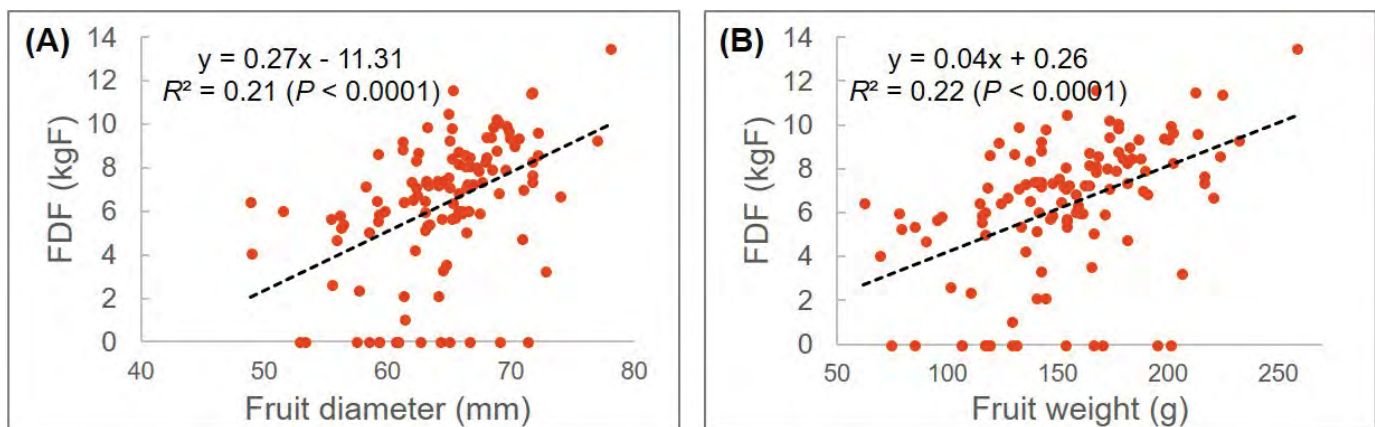 (A)
y = 0.27x - 11.31
R² = 0.21 (P < 0.0001)
FDF (kgF)
14
12
10
8
6
4
2
0
40 50 60 70 80
Fruit diameter (mm)
(B)
y = 0.04x + 0.26
R² = 0.22 (P < 0.0001)
FDF (kgF)
14
12
10
8
6
4
2
0
50 100 150 200 250
Fruit weight (g)